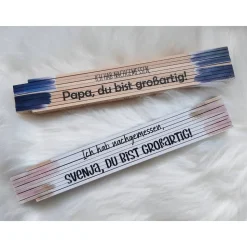 ICH HAB NACHGEMESSEN,
Papa, du bist großartig!
Ich hab nachgemessen,
SVENJA, DU BIST GROẞARTIG!